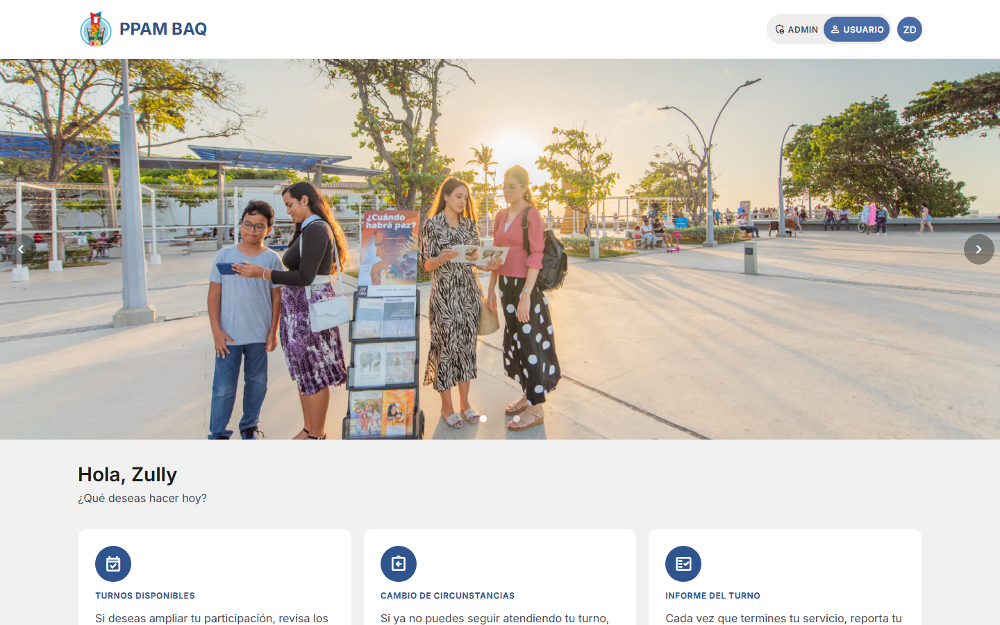 PPAM BAQ
ADMIN
USUARIO
ZD
¿Cuándo
habrá paz?
JW
.ORG
Hola, Zully
¿Qué deseas hacer hoy?
TURNOS DISPONIBLES
Si deseas ampliar tu participación, revisa los
CAMBIO DE CIRCUNSTANCIAS
Si ya no puedes seguir atendiendo tu turno,
INFORME DEL TURNO
Cada vez que termines tu servicio, reporta tu